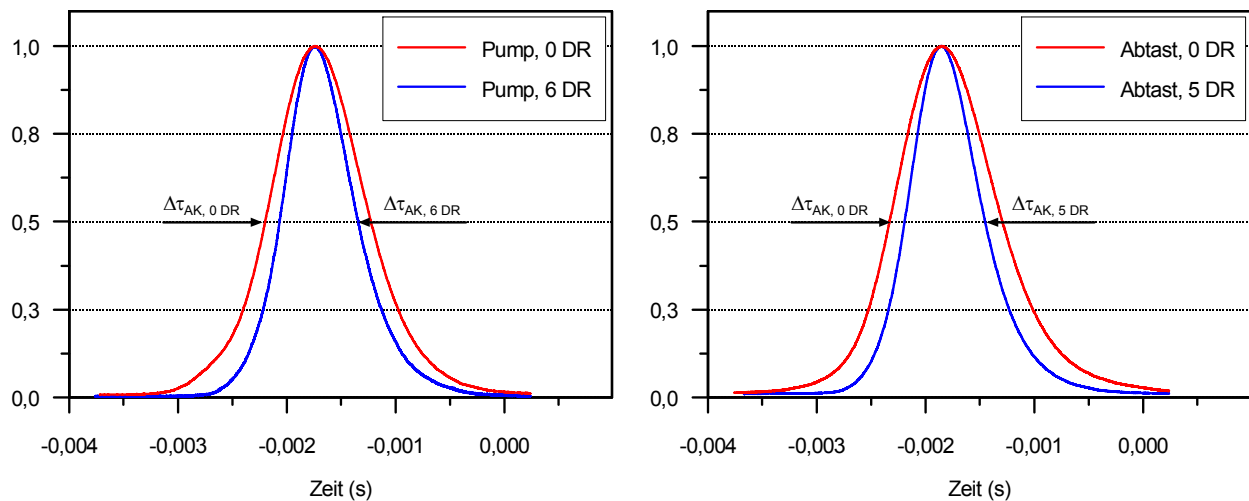 1,0
0,8
0,5
0,3
0,0
-0,004
-0,003
-0,002
-0,001
0,000
Zeit (s)
Pump, 0 DR
Pump, 6 DR
Δτ_AK, 0 DR
Δτ_AK, 6 DR
1,0
0,8
0,5
0,3
0,0
-0,004
-0,003
-0,002
-0,001
0,000
Zeit (s)
Abtast, 0 DR
Abtast, 5 DR
Δτ_AK, 0 DR
Δτ_AK, 5 DR